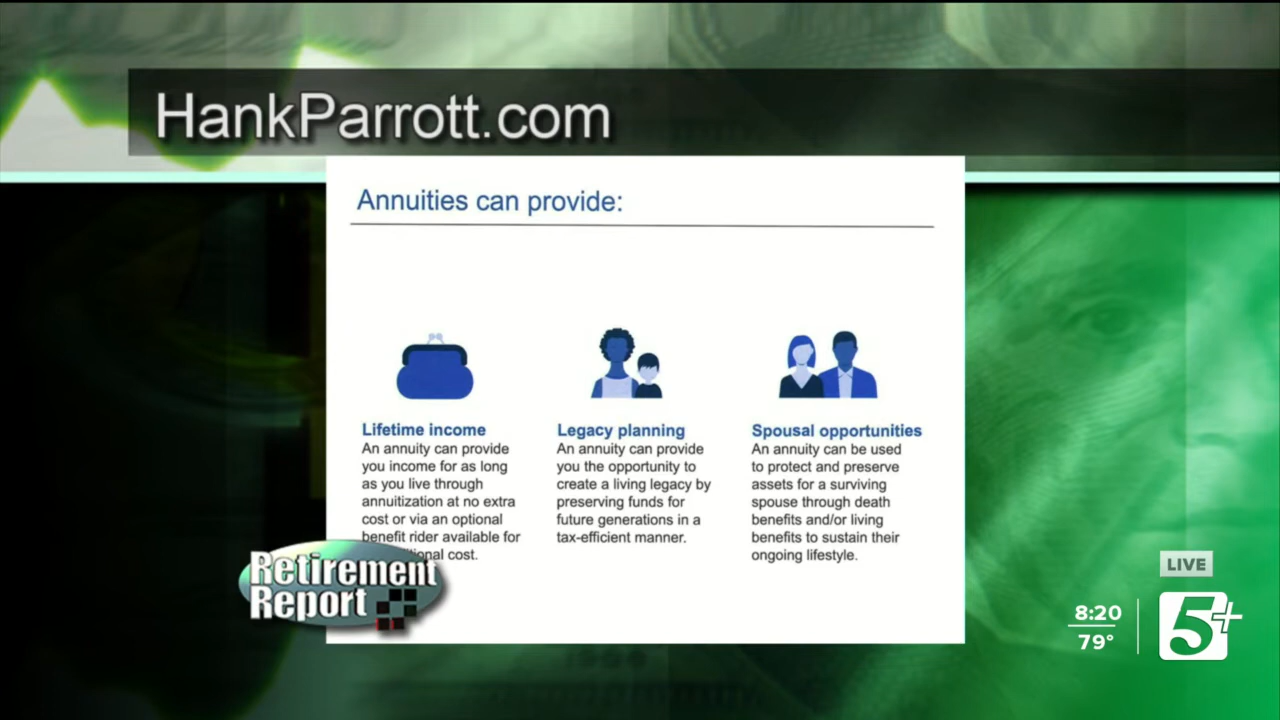 HankParrott.com
Annuities can provide:
Lifetime income
An annuity can provide
you income for as long
as you live through
annuitization at no extra
cost or via an optional
benefit rider available for
tional cost.
Legacy planning
An annuity can provide
you the opportunity to
create a living legacy by
preserving funds for
future generations in a
tax-efficient manner.
Spousal opportunities
An annuity can be used
to protect and preserve
assets for a surviving
spouse through death
benefits and/or living
benefits to sustain their
ongoing lifestyle.
Retirement
Report
LIVE
8:20
79°
5+